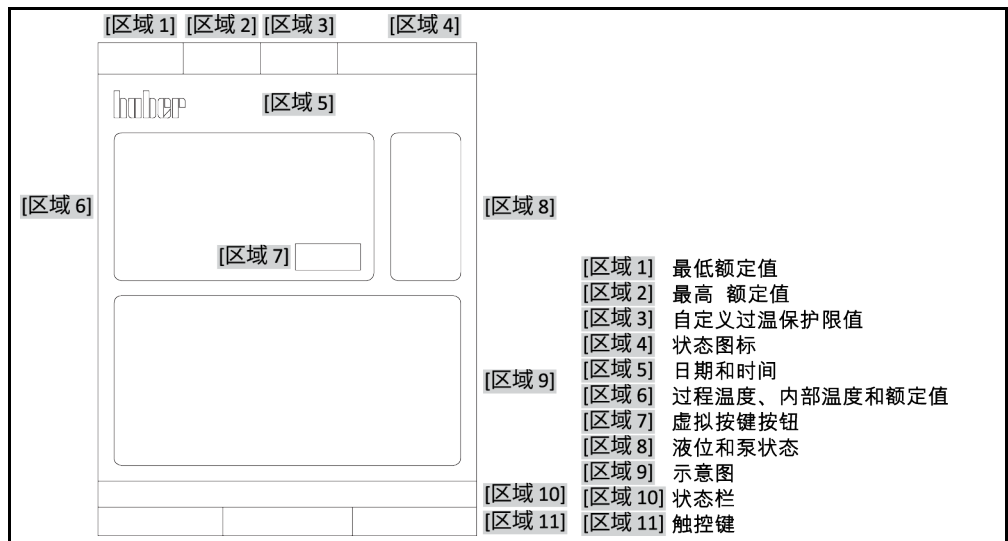 [区域 1] [区域 2] [区域 3] [区域 4]
huber [区域 5]
[区域 6] [区域 8]
[区域 7]
[区域 9]
[区域 10]
[区域 11]
[区域 1] 最低额定值
[区域 2] 最高 额定值
[区域 3] 自定义过温保护限值
[区域 4] 状态图标
[区域 5] 日期和时间
[区域 6] 过程温度、内部温度和额定值
[区域 7] 虚拟按键按钮
[区域 8] 液位和泵状态
[区域 9] 示意图
[区域 10] 状态栏
[区域 11] 触控键